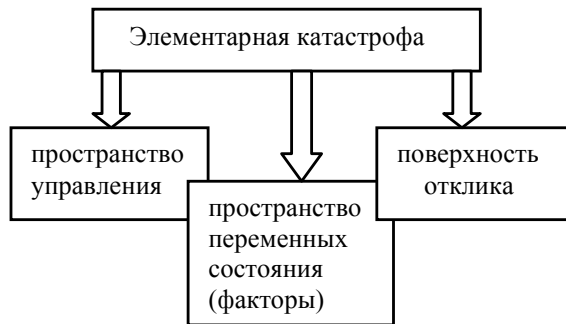 Элементарная катастрофа
пространство
управления
пространство
переменных
состояния
(факторы)
поверхность
отклика